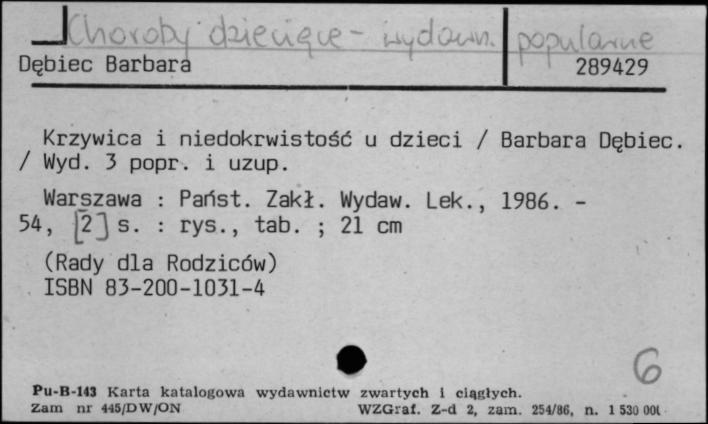 Choroby dziecięce - wydawn. popularne
Dębiec Barbara 289429
Krzywica i niedokrwistość u dzieci / Barbara Dębiec.
/ Wyd. 3 popr. i uzup.
Warszawa : Państ. Zakł. Wydaw. Lek., 1986. -
54, [2] s. : rys., tab. ; 21 cm
(Rady dla Rodziców)
ISBN 83-200-1031-4
6
Pu-B-143 Karta katalogowa wydawnictw zwartych i ciągłych.
Zam nr 445/DW/ON WZGraf. Z-d 2, zam. 254/86, n. 1 530 000